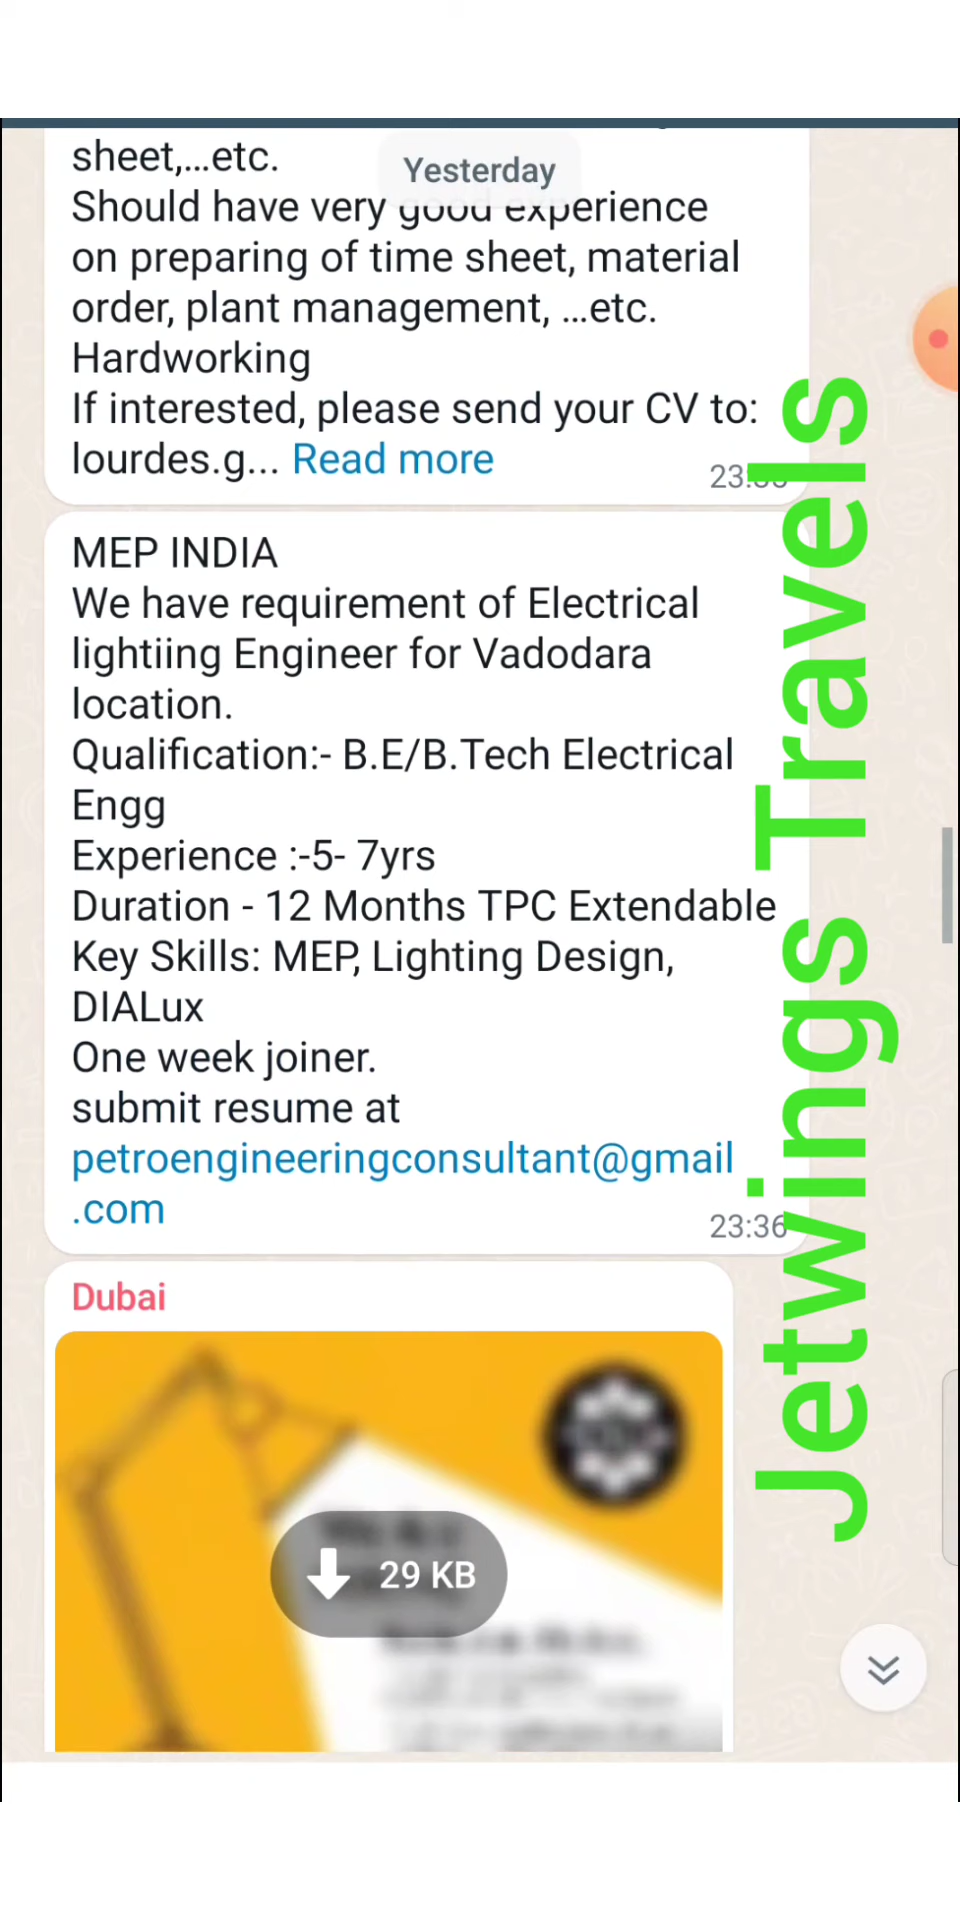 sheet,...etc.
Yesterday
Should have very good experience
on preparing of time sheet, material
order, plant management, ...etc.
Hardworking
If interested, please send your CV to:
lourdes.g... Read more
MEP INDIA
We have requirement of Electrical
lightiing Engineer for Vadodara
location.
Qualification:- B.E/B.Tech Electrical
Engg
Experience :-5- 7yrs
Duration - 12 Months TPC Extendable
Key Skills: MEP, Lighting Design,
DIALux
One week joiner.
submit resume at
petroengineeringconsultant@gmail
.com
23:36
Dubai
29 KB
Jetwings Travels